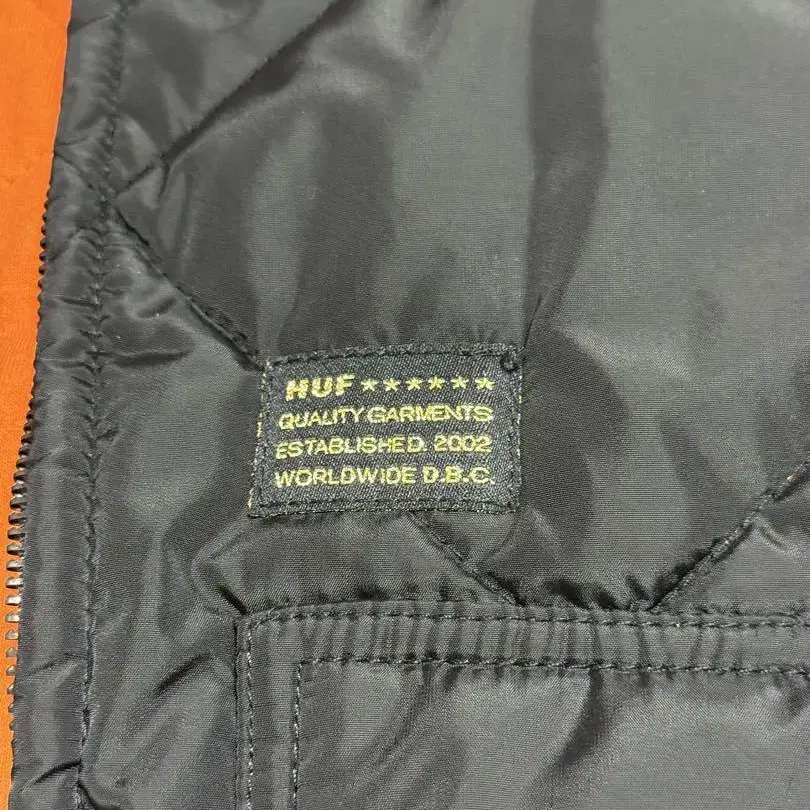 HUF ★★★★★★
QUALITY GARMENTS
ESTABLISHED. 2002
WORLDWIDE D.B.C.